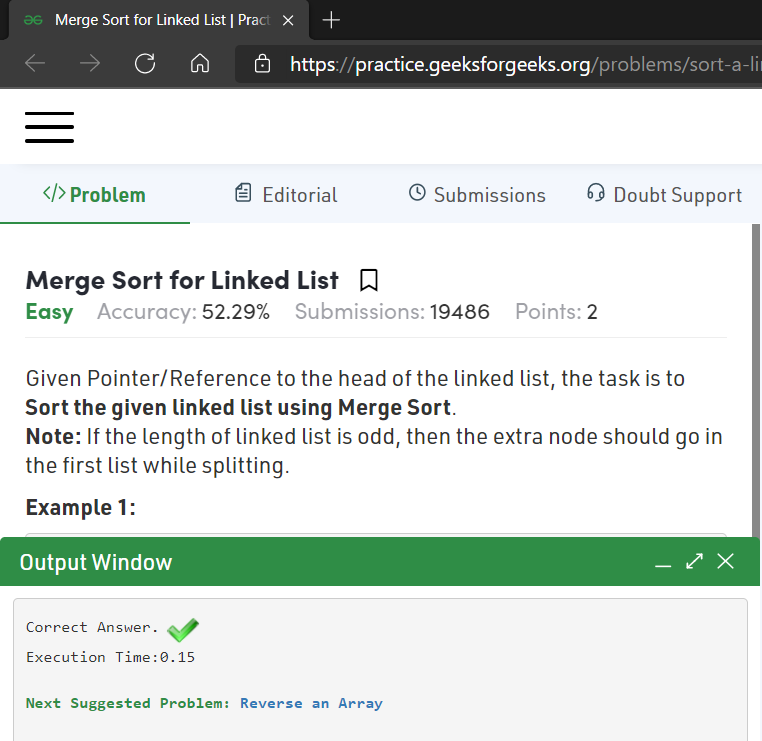 Merge Sort for Linked List | Pract
https://practice.geeksforgeeks.org/problems/sort-a-li
</> Problem
Editorial
Submissions
Doubt Support
Merge Sort for Linked List
Easy Accuracy: 52.29% Submissions: 19486 Points: 2
Given Pointer/Reference to the head of the linked list, the task is to
Sort the given linked list using Merge Sort.
Note: If the length of linked list is odd, then the extra node should go in
the first list while splitting.
Example 1:
Output Window
Correct Answer.
Execution Time:0.15
Next Suggested Problem: Reverse an Array